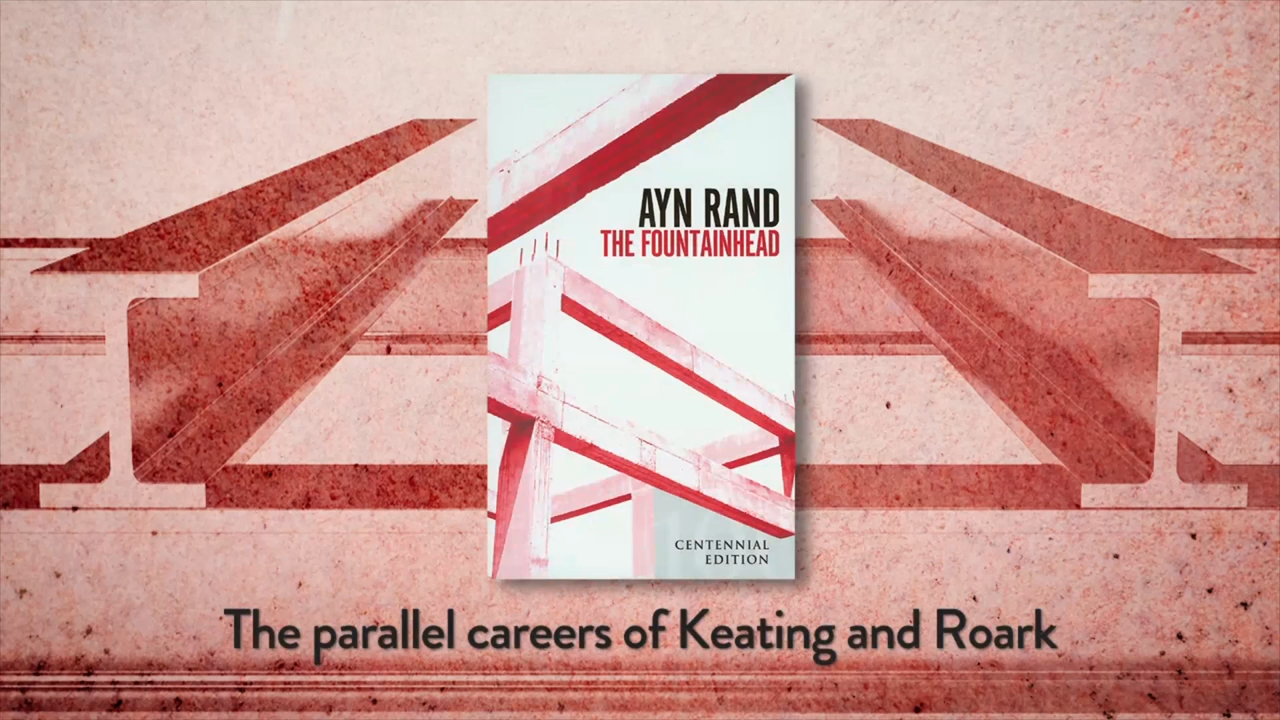 AYN RAND
THE FOUNTAINHEAD
CENTENNIAL
EDITION
The parallel careers of Keating and Roark